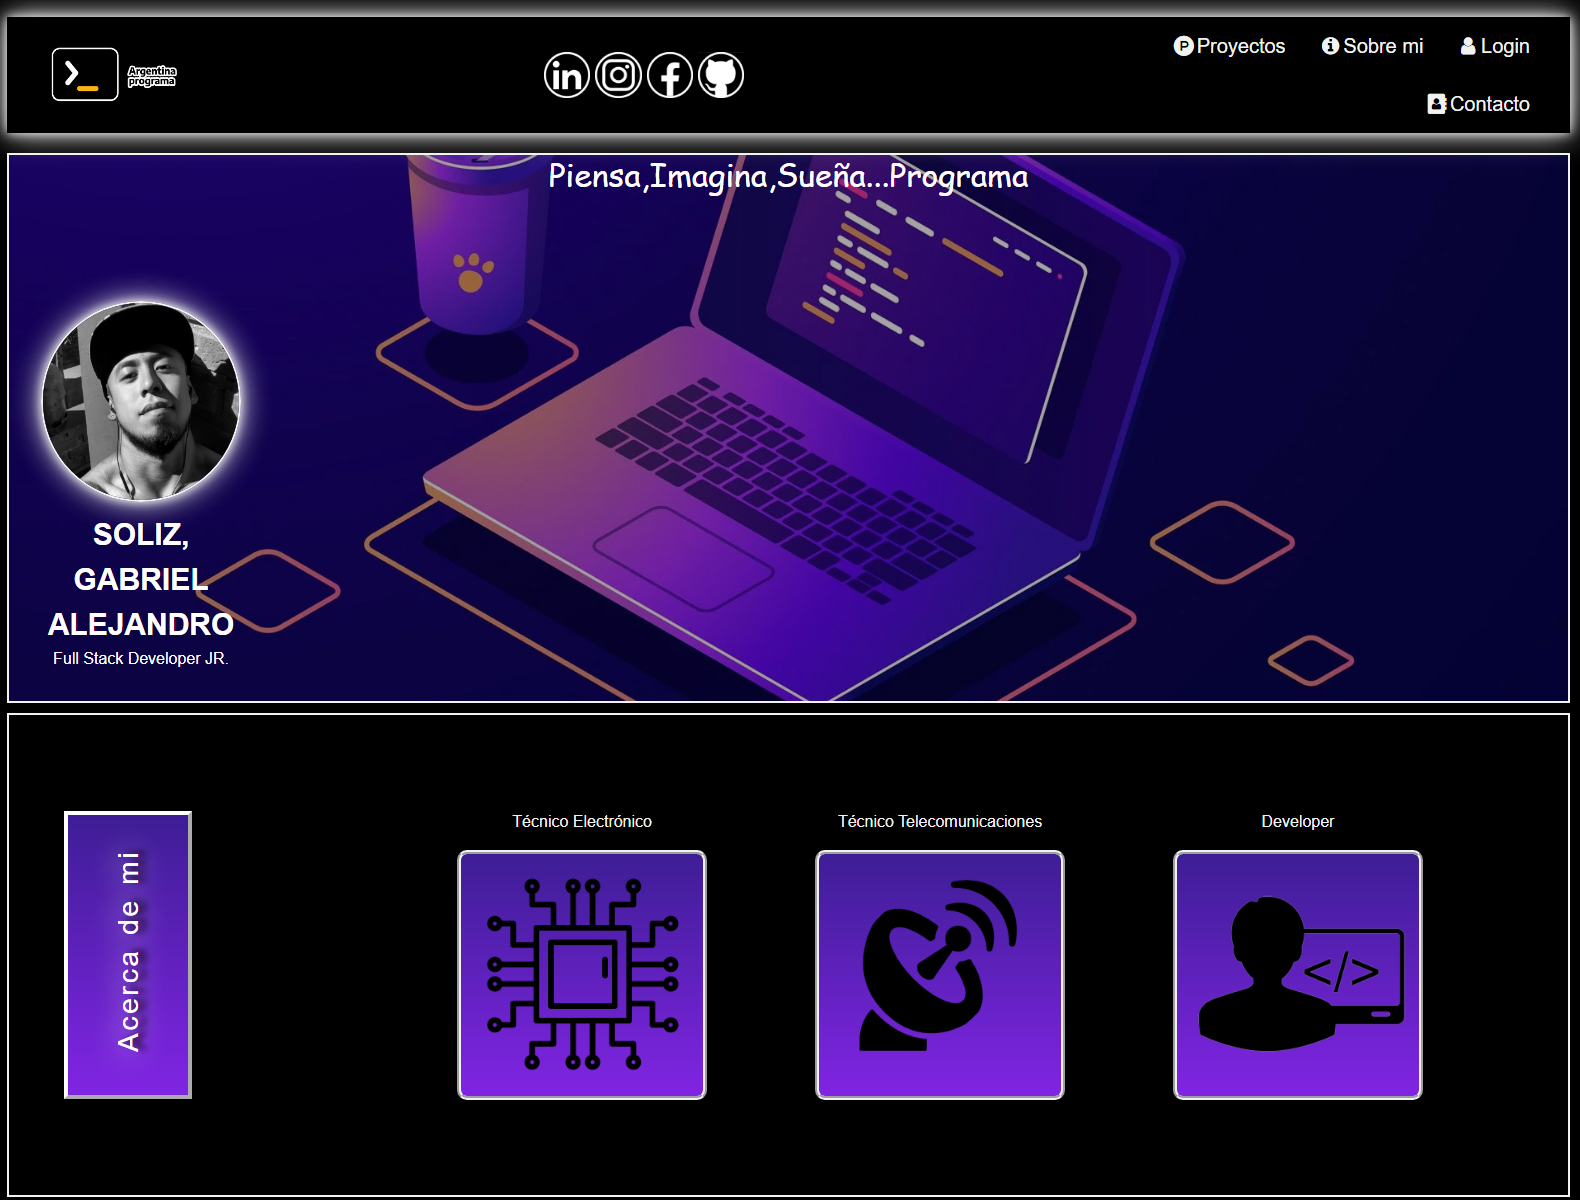 >_ Argentina
programa
in
f
Proyectos
Sobre mi
Login
Contacto
Piensa,Imagina,Sueña...Programa
SOLIZ,
GABRIEL
ALEJANDRO
Full Stack Developer JR.
Acerca de mi
Técnico Electrónico
Técnico Telecomunicaciones
Developer
</>